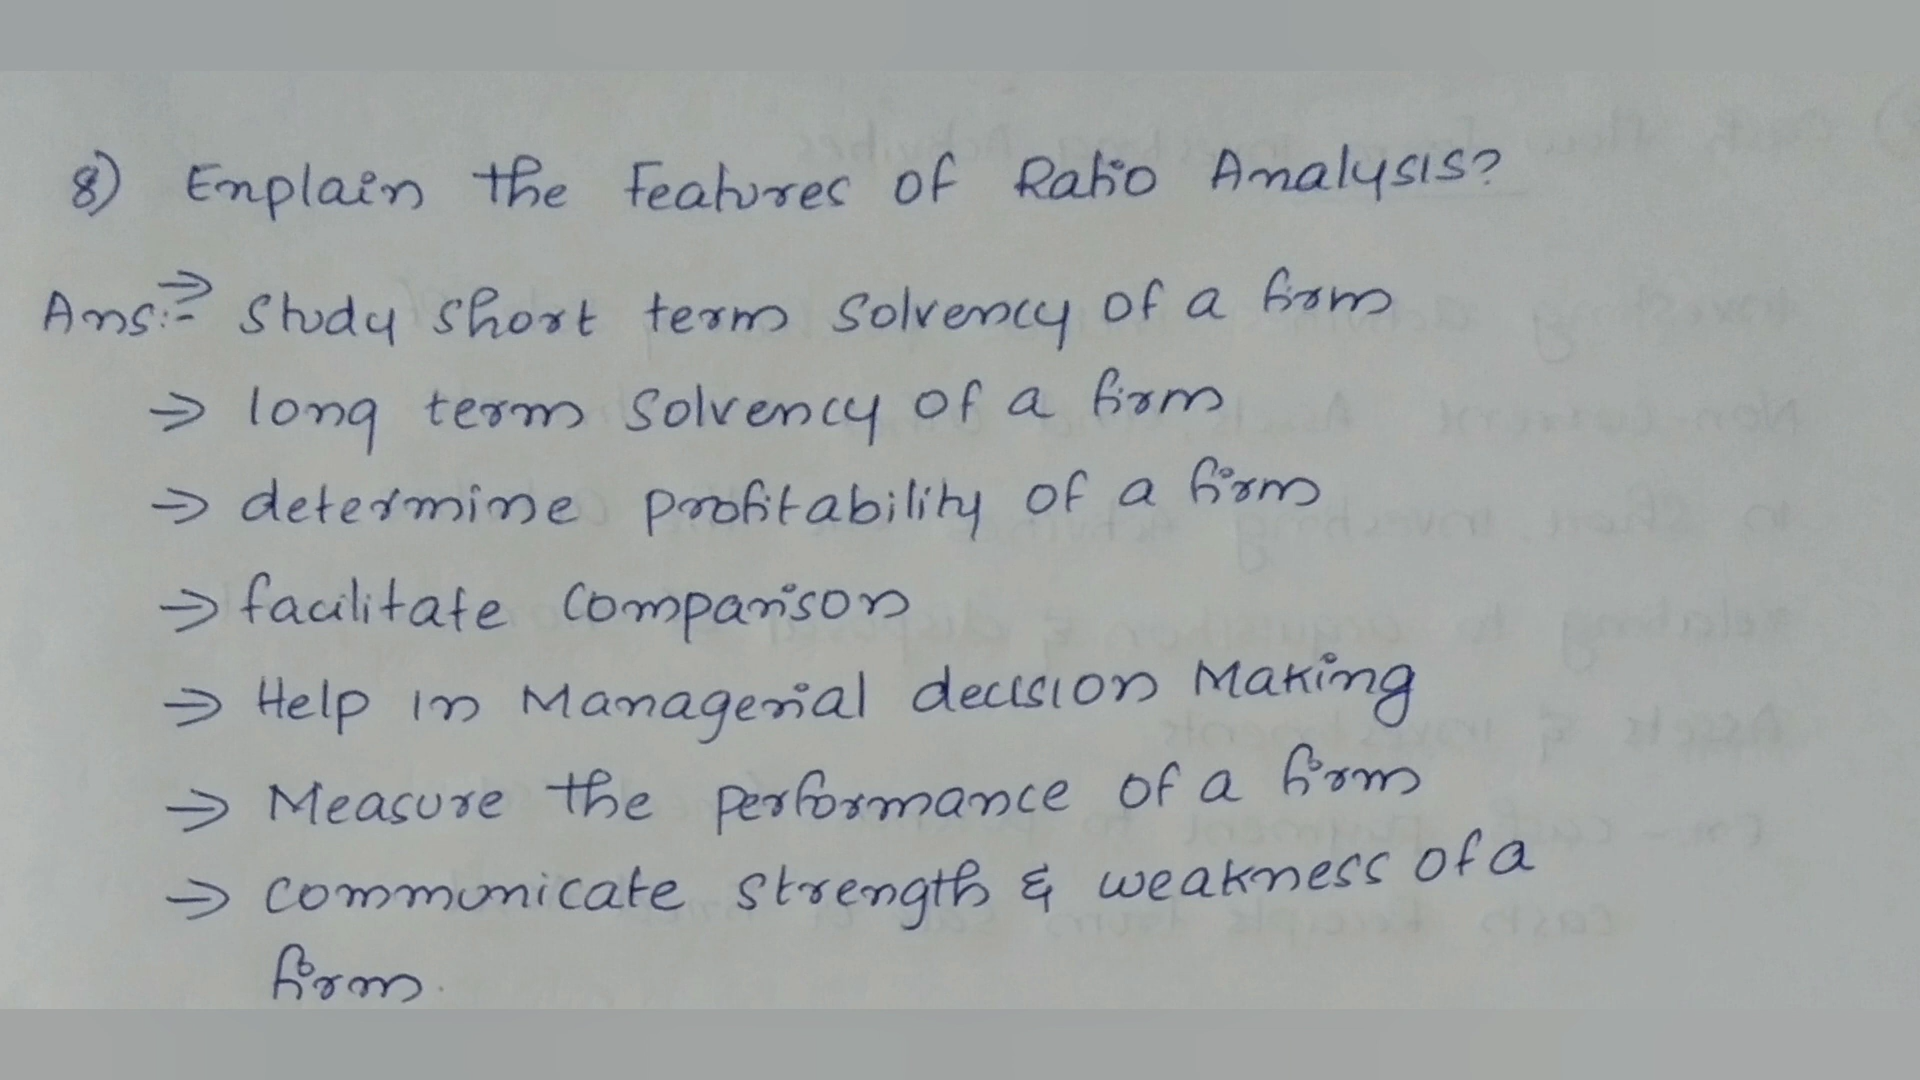 8) Explain the features of Ratio Analysis?
Ans:- ⇒ Study short term solvency of a firm
⇒ long term solvency of a firm
⇒ determine profitability of a firm
⇒ facilitate comparison
⇒ Help in Managerial decision Making
⇒ Measure the performance of a firm
⇒ communicate strength & weakness of a
firm.